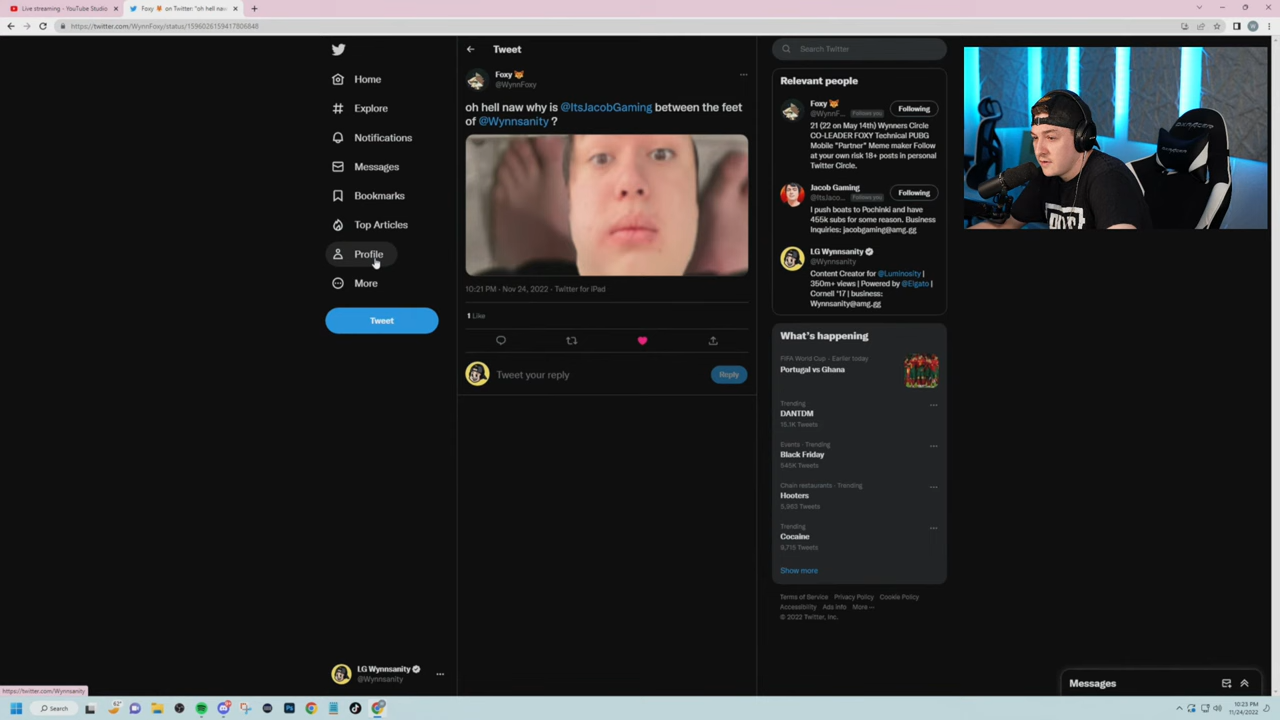 Live streaming - YouTube Studio
Foxy 🦊 on Twitter: "oh hell naw
https://twitter.com/WynnFoxy/status/1596026159417806848
Home
Explore
Notifications
Messages
Bookmarks
Top Articles
Profile
More
Tweet
LG Wynnsanity
@Wynnsanity
https://twitter.com/Wynnsanity
Tweet
Foxy 🦊
@WynnFoxy
oh hell naw why is @ItsJacobGaming between the feet
of @Wynnsanity ?
10:21 PM · Nov 24, 2022 · Twitter for iPad
1 Like
Tweet your reply
Reply
Search Twitter
Relevant people
Foxy 🦊
@WynnF... Follows you
Following
21 (22 on May 14th) Wynners Circle
CO-LEADER FOXY Technical PUBG
Mobile "Partner" Meme maker Follow
at your own risk 18+ posts in personal
Twitter Circle.
Jacob Gaming
@ItsJaco... Follows you
Following
I push boats to Pochinki and have
455k subs for some reason. Business
Inquiries: jacobgaming@amg.gg
LG Wynnsanity
@Wynnsanity
Content Creator for @Luminosity |
350m+ views | Powered by @Elgato |
Cornell '17 | business:
Wynnsanity@amg.gg
What's happening
FIFA World Cup · Earlier today
Portugal vs Ghana
Trending
DANTDM
15.1K Tweets
Events · Trending
Black Friday
545K Tweets
Chain restaurants · Trending
Hooters
5,963 Tweets
Trending
Cocaine
9,715 Tweets
Show more
Terms of Service Privacy Policy Cookie Policy
Accessibility Ads info More ···
© 2022 Twitter, Inc.
Messages
Search
62°
10:23 PM
11/24/2022